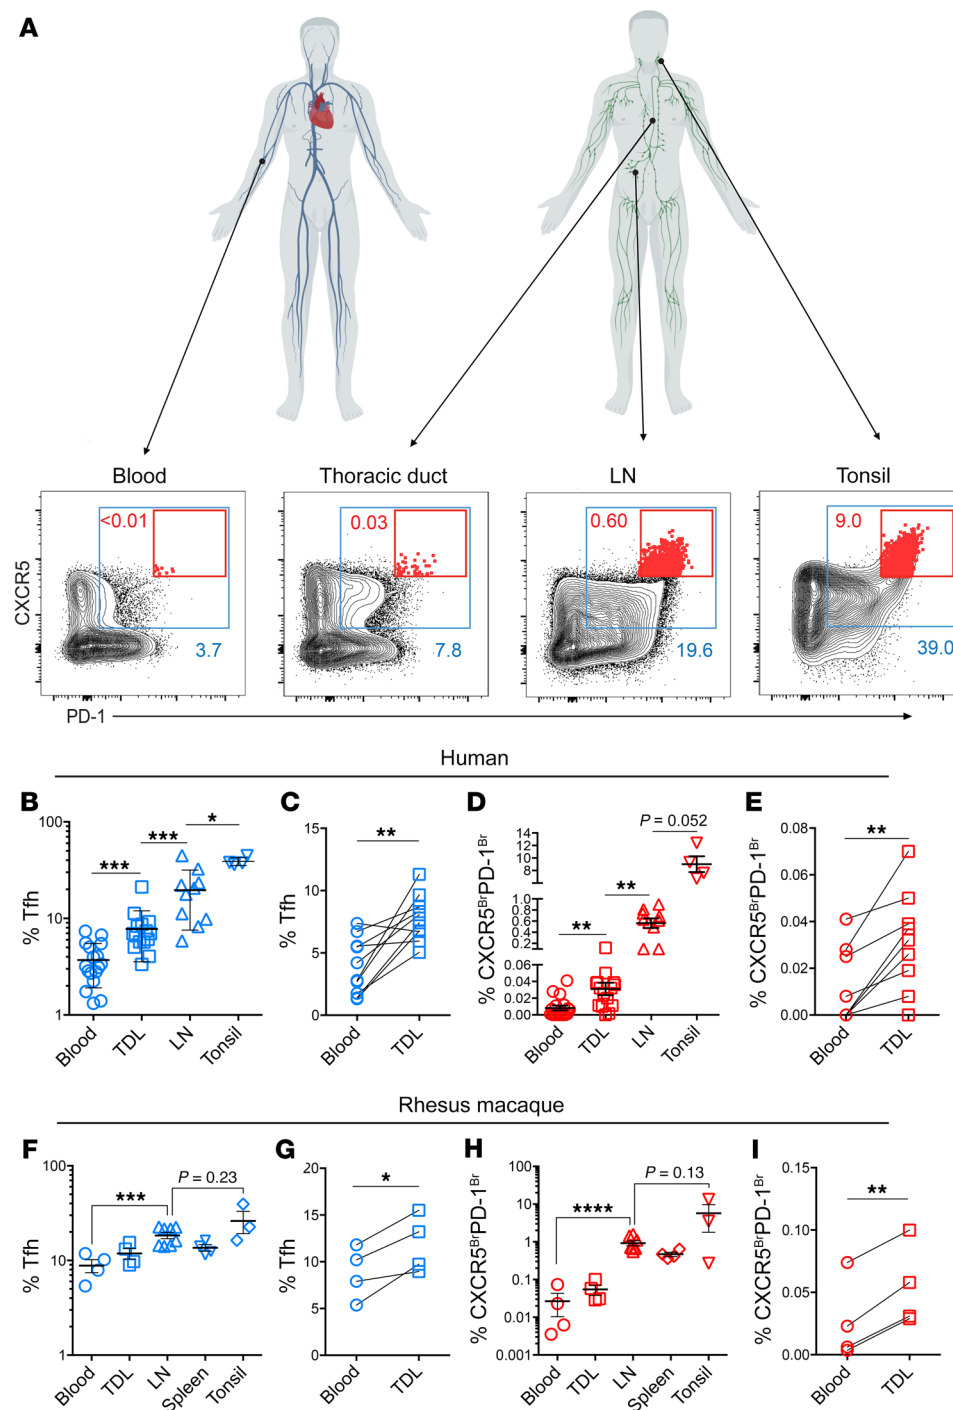 A
Blood
Thoracic duct
LN
Tonsil
<0.01
0.03
0.60
9.0
CXCR5
3.7
7.8
19.6
39.0
PD-1
Human
B
% Tfh
100
10
1
***
***
*
Blood
TDL
LN
Tonsil
C
% Tfh
15
10
5
0
**
Blood
TDL
D
% CXCR5BrPD-1Br
14
12
10
8
1.0
0.8
0.6
0.4
0.2
0.06
0.04
0.02
0.00
**
**
P = 0.052
Blood
TDL
LN
Tonsil
E
% CXCR5BrPD-1Br
0.08
0.06
0.04
0.02
0.00
**
Blood
TDL
Rhesus macaque
F
% Tfh
100
10
1
***
P = 0.23
Blood
TDL
LN
Spleen
Tonsil
G
% Tfh
20
15
10
5
0
*
Blood
TDL
H
% CXCR5BrPD-1Br
100
10
1
0.1
0.01
0.001
****
P = 0.13
Blood
TDL
LN
Spleen
Tonsil
I
% CXCR5BrPD-1Br
0.15
0.10
0.05
0.00
**
Blood
TDL